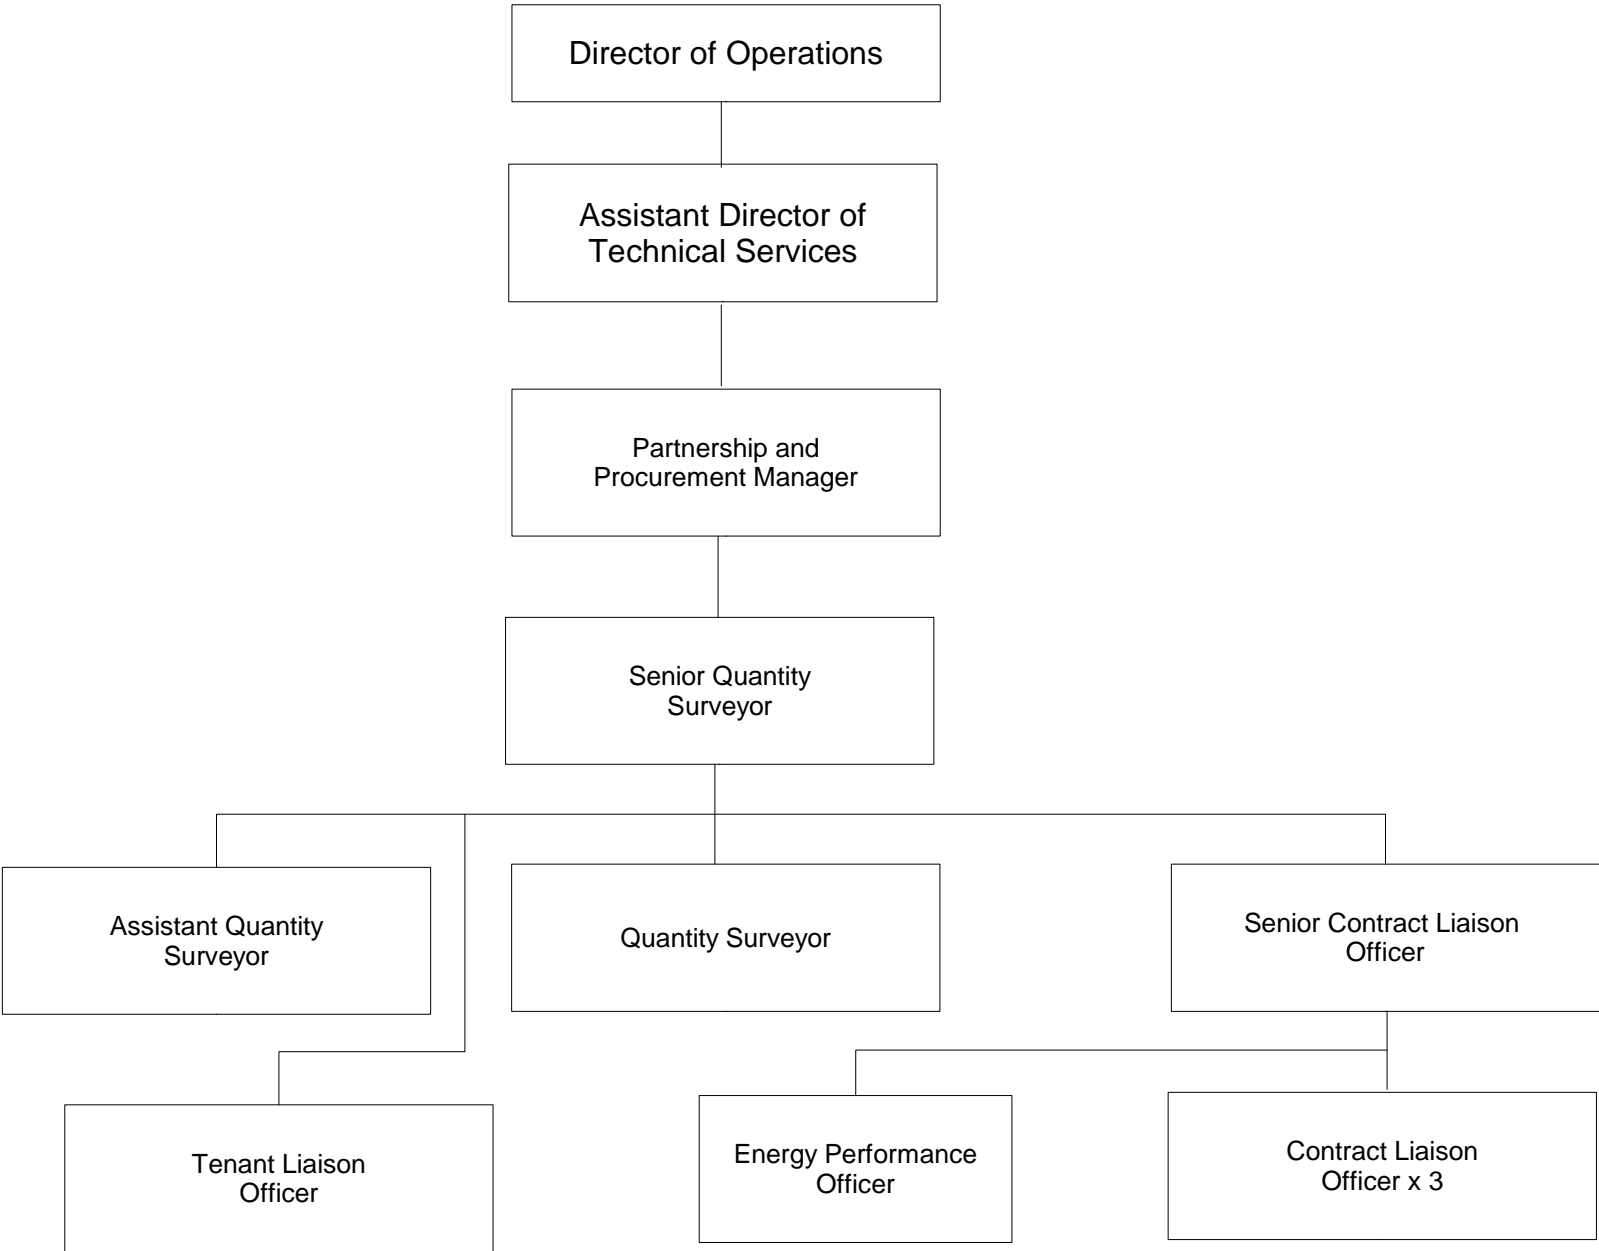 Director of Operations
Assistant Director of
Technical Services
Partnership and
Procurement Manager
Senior Quantity
Surveyor
Assistant Quantity
Surveyor
Quantity Surveyor
Senior Contract Liaison
Officer
Tenant Liaison
Officer
Energy Performance
Officer
Contract Liaison
Officer x 3